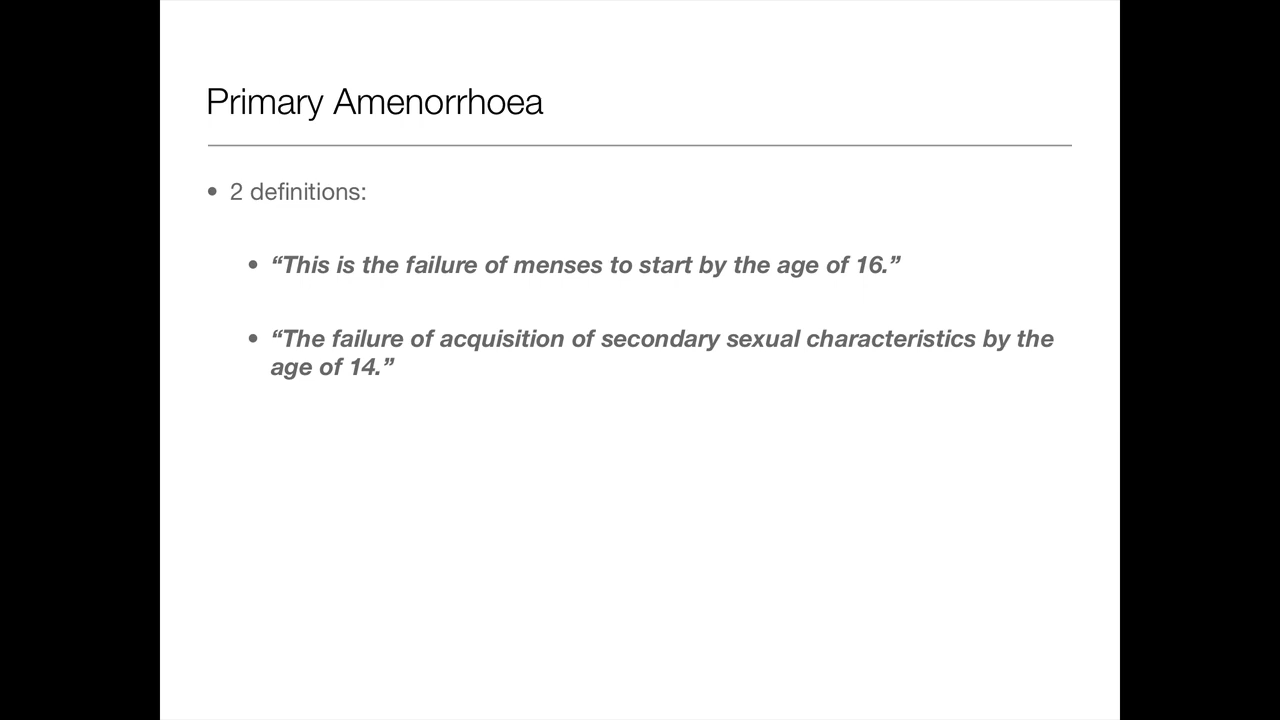 Primary Amenorrhoea
• 2 definitions:
• “This is the failure of menses to start by the age of 16.”
• “The failure of acquisition of secondary sexual characteristics by the
age of 14.”